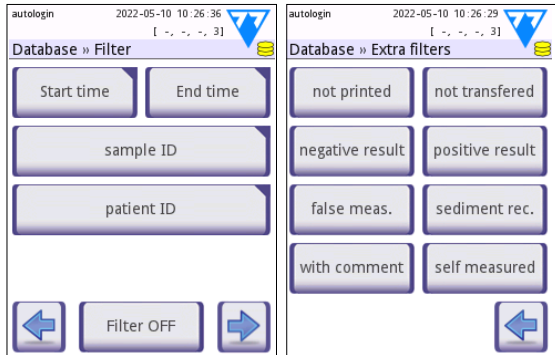 autologin 2022-05-10 10:26:36
[ -, -, -, 3]
Database » Filter
Start time End time
sample ID
patient ID
Filter OFF
autologin 2022-05-10 10:26:29
[ -, -, -, 3]
Database » Extra filters
not printed not transfered
negative result positive result
false meas. sediment rec.
with comment self measured